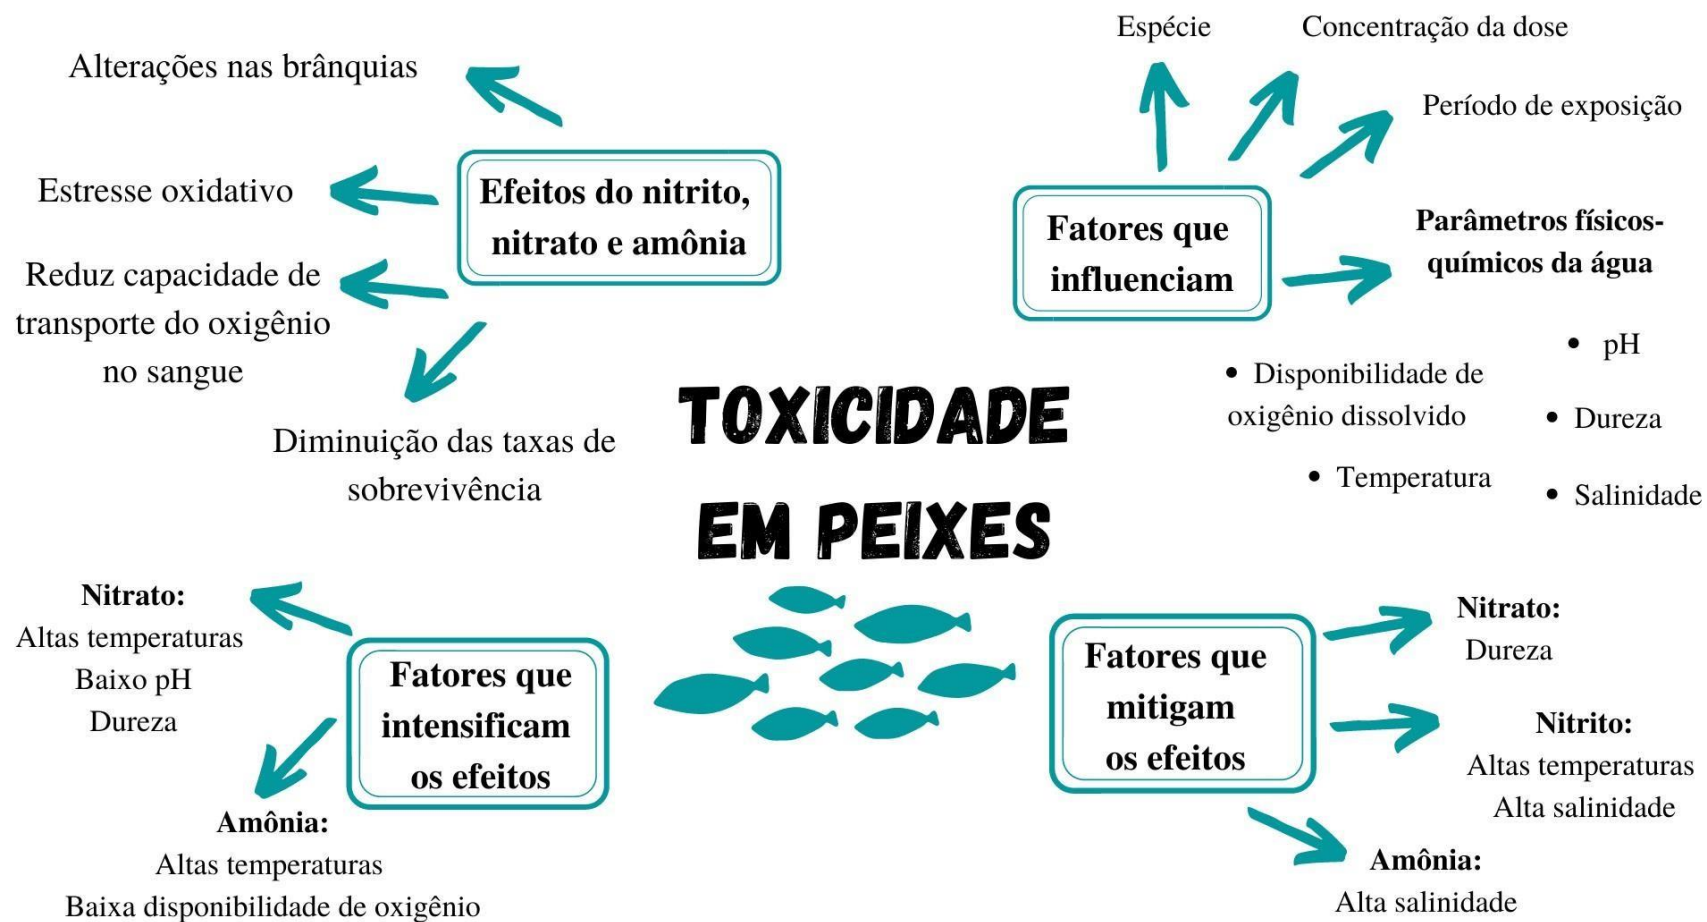 Alterações nas brânquias
Estresse oxidativo
Reduz capacidade de
transporte do oxigênio
no sangue
Diminuição das taxas de
sobrevivência
Efeitos do nitrito,
nitrato e amônia
Espécie
Concentração da dose
Período de exposição
Fatores que
influenciam
Parâmetros físicos-
químicos da água
• pH
• Disponibilidade de
oxigênio dissolvido
• Dureza
• Temperatura
• Salinidade
TOXICIDADE
EM PEIXES
Nitrato:
Altas temperaturas
Baixo pH
Dureza
Fatores que
intensificam
os efeitos
Amônia:
Altas temperaturas
Baixa disponibilidade de oxigênio
Fatores que
mitigam
os efeitos
Nitrato:
Dureza
Nitrito:
Altas temperaturas
Alta salinidade
Amônia:
Alta salinidade